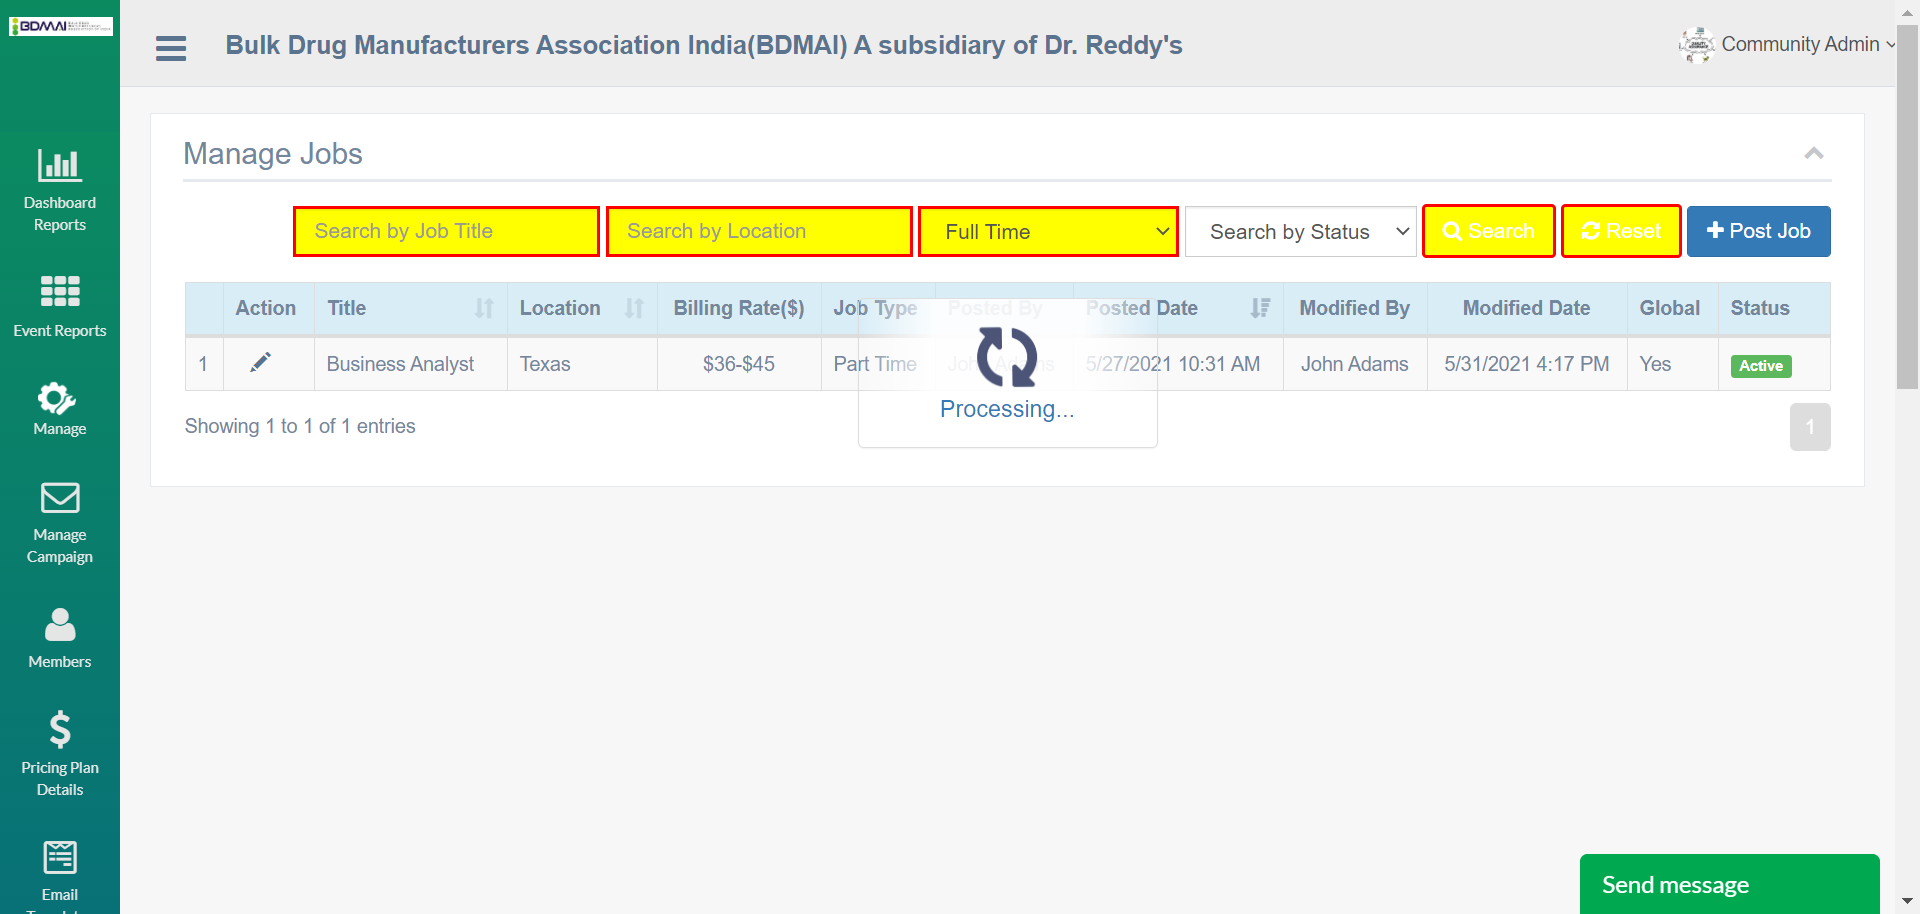 BDMAI
Bulk Drug Manufacturers Association India(BDMAI) A subsidiary of Dr. Reddy's
Community Admin
Dashboard
Reports
Event Reports
Manage
Manage
Campaign
Members
Pricing Plan
Details
Email
Manage Jobs
Search by Job Title
Search by Location
Full Time
Search by Status
Search
Reset
Post Job
Action Title Location Billing Rate($) Job Type Posted By Posted Date Modified By Modified Date Global Status
1 Business Analyst Texas $36-$45 Part Time John Adams 5/27/2021 10:31 AM John Adams 5/31/2021 4:17 PM Yes Active
Processing...
Showing 1 to 1 of 1 entries
1
Send message